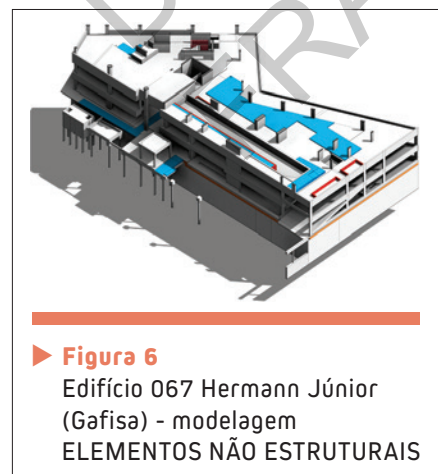 Figura 6
Edifício 067 Hermann Júnior
(Gafisa) - modelagem
ELEMENTOS NÃO ESTRUTURAIS